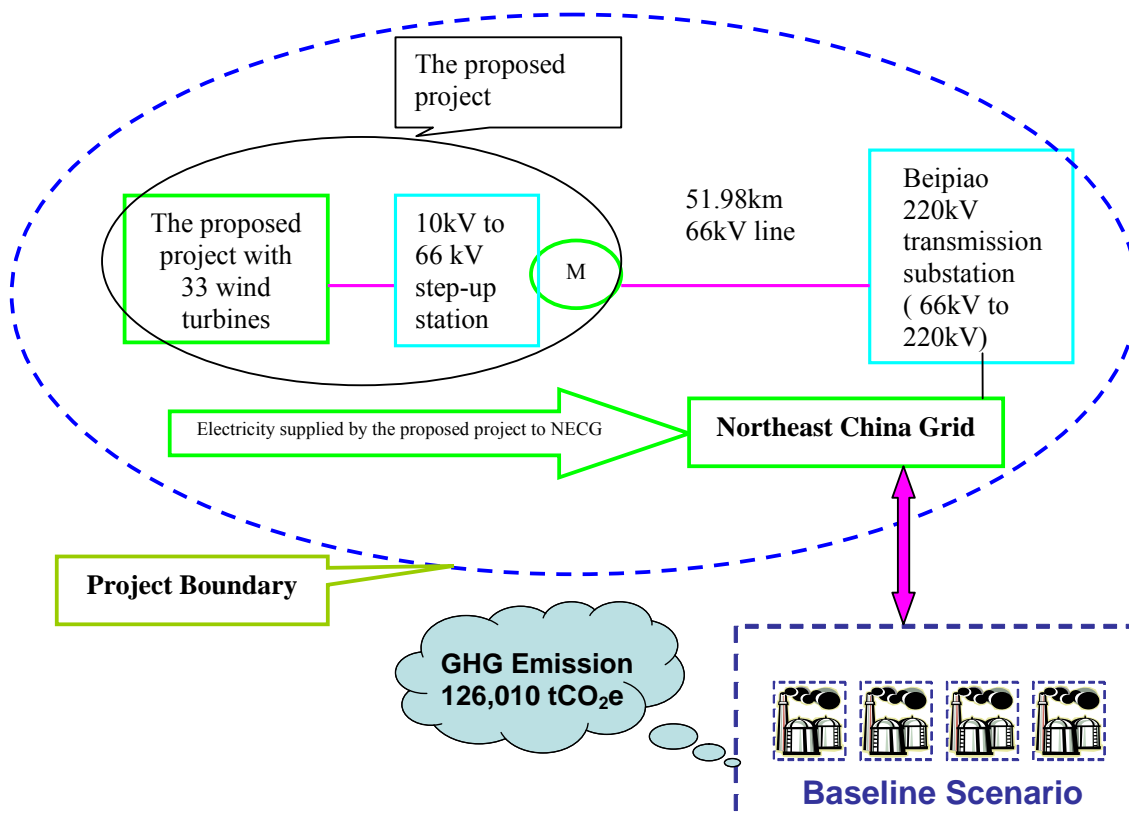 The proposed
project
The proposed
project with
33 wind
turbines
10kV to
66 kV
step-up
station
M
51.98km
66kV line
Beipiao
220kV
transmission
substation
( 66kV to
220kV)
Electricity supplied by the proposed project to NECG
Northeast China Grid
Project Boundary
GHG Emission
126,010 tCO₂e
Baseline Scenario